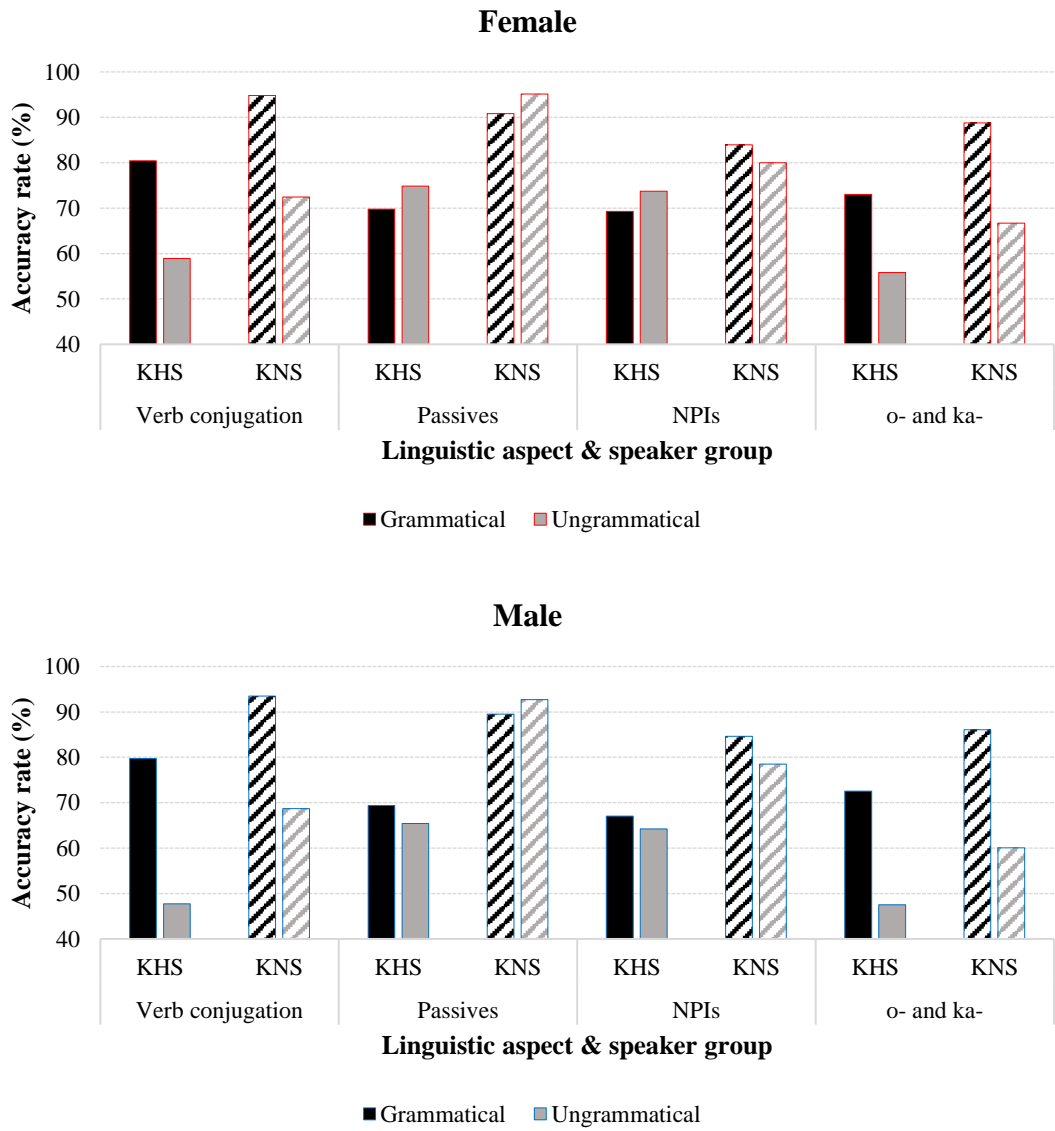 Female
Accuracy rate (%)
100
90
80
70
60
50
40
KHS KNS KHS KNS KHS KNS KHS KNS
Verb conjugation Passives NPIs o- and ka-
Linguistic aspect & speaker group
Grammatical Ungrammatical
Male
Accuracy rate (%)
100
90
80
70
60
50
40
KHS KNS KHS KNS KHS KNS KHS KNS
Verb conjugation Passives NPIs o- and ka-
Linguistic aspect & speaker group
Grammatical Ungrammatical